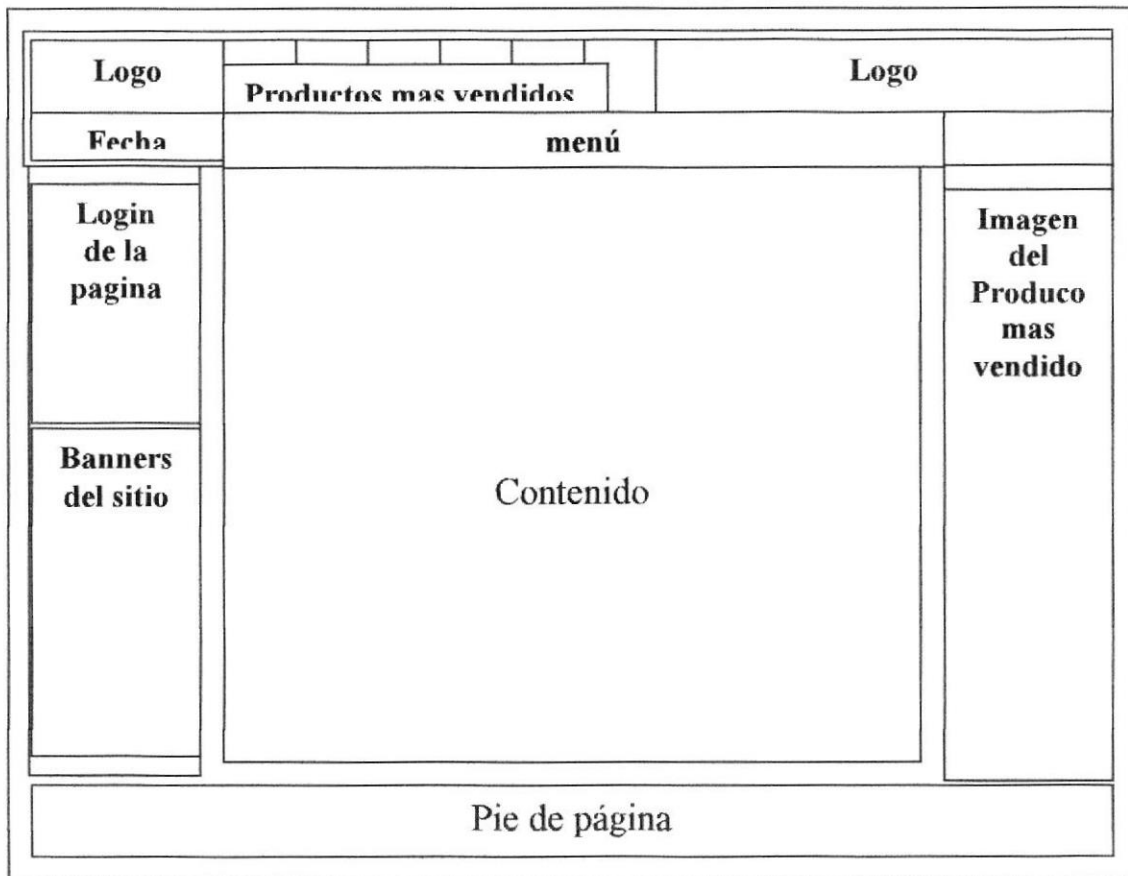 Logo
Productos mas vendidos
Logo
Fecha
menú
Login
de la
pagina
Imagen
del
Produco
mas
vendido
Banners
del sitio
Contenido
Pie de página